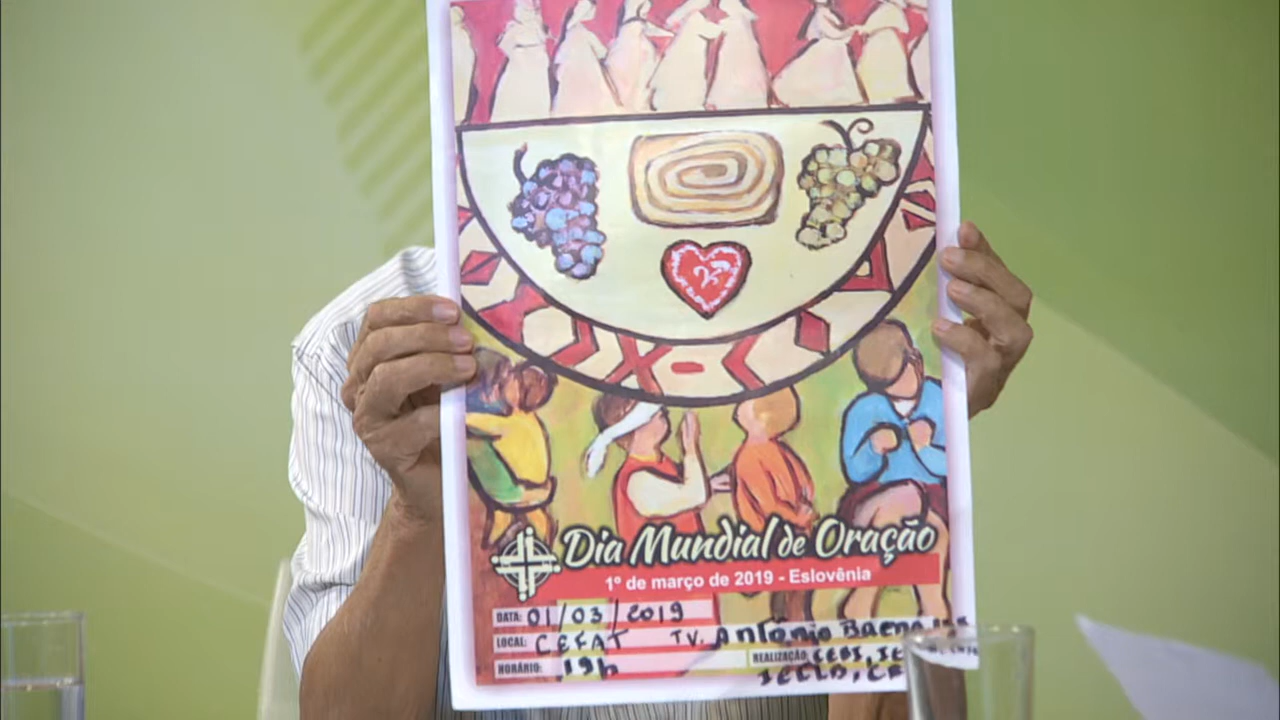 Dia Mundial de Oração
1º de março de 2019 - Eslovênia
DATA: 01/03/2019
LOCAL: CEFAT TV. Antônio Baena
HORÁRIO: 19h REALIZAÇÃO: CEBI,